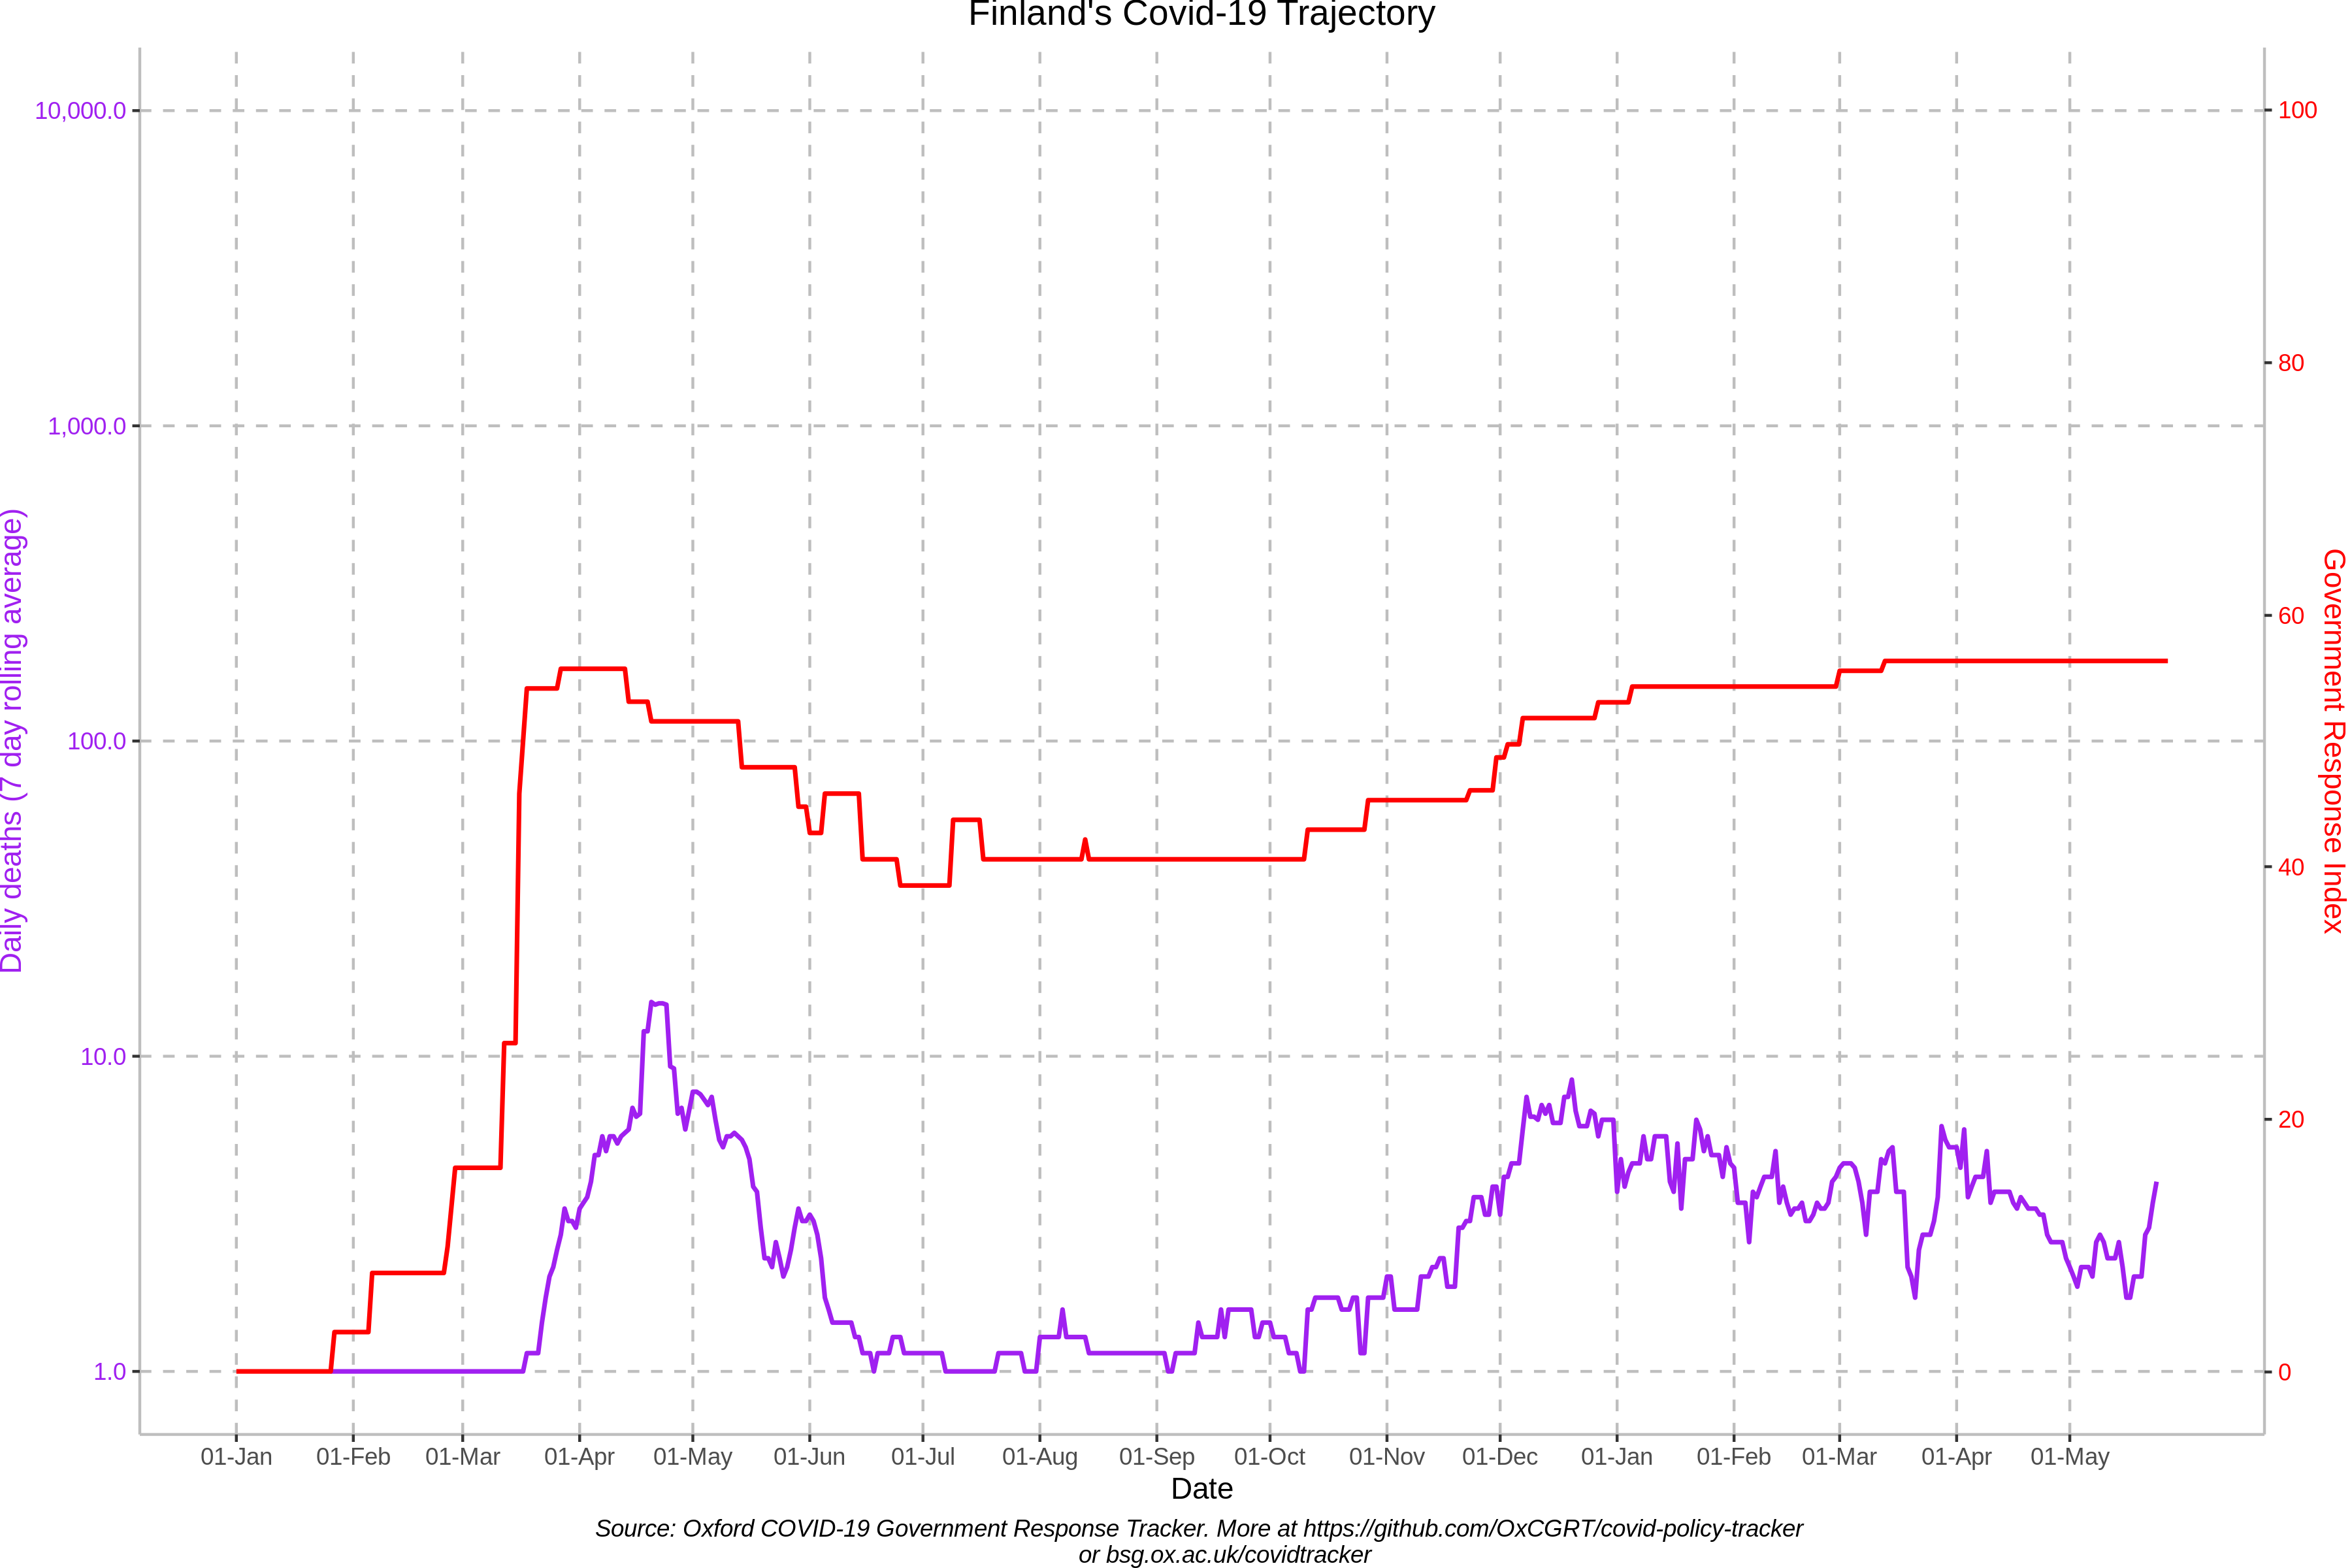 Finland's Covid-19 Trajectory
10,000.0
1,000.0
100.0
10.0
1.0
Daily deaths (7 day rolling average)
100
80
60
40
20
0
Government Response Index
01-Jan 01-Feb 01-Mar 01-Apr 01-May 01-Jun 01-Jul 01-Aug 01-Sep 01-Oct 01-Nov 01-Dec 01-Jan 01-Feb 01-Mar 01-Apr 01-May
Date
Source: Oxford COVID-19 Government Response Tracker. More at https://github.com/OxCGRT/covid-policy-tracker
or bsg.ox.ac.uk/covidtracker